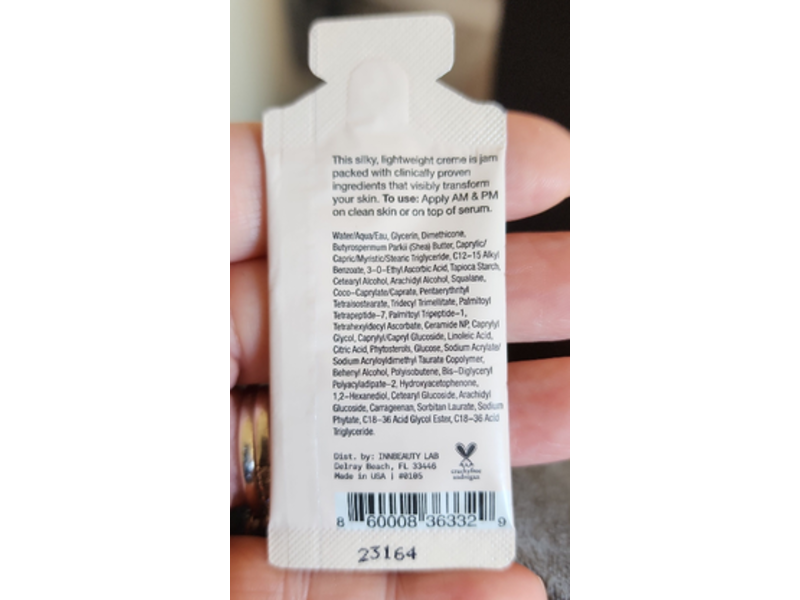 This silky, lightweight creme is jam
packed with clinically proven
ingredients that visibly transform
your skin. To use: Apply AM & PM
on clean skin or on top of serum.
Water/Aqua/Eau, Glycerin, Dimethicone,
Butyrospermum Parkii (Shea) Butter, Caprylic/
Capric/Myristic/Stearic Triglyceride, C12-15 Alkyl
Benzoate, 3-O-Ethyl Ascorbic Acid, Tapioca Starch,
Cetearyl Alcohol, Arachidyl Alcohol, Squalane,
Coco-Caprylate/Caprate, Pentaerythrityl
Tetraisostearate, Tridecyl Trimellitate, Palmitoyl
Tetrapeptide-7, Palmitoyl Tripeptide-1,
Tetrahexyldecyl Ascorbate, Ceramide NP, Caprylyl
Glycol, Caprylyl/Capryl Glucoside, Linoleic Acid,
Citric Acid, Phytosterols, Glucose, Sodium Acrylate/
Sodium Acryloyldimethyl Taurate Copolymer,
Behenyl Alcohol, Polyisobutene, Bis-Diglyceryl
Polyacyladipate-2, Hydroxyacetophenone,
1,2-Hexanediol, Cetearyl Glucoside, Arachidyl
Glucoside, Carrageenan, Sorbitan Laurate, Sodium
Phytate, C18-36 Acid Glycol Ester, C18-36 Acid
Triglyceride.
Dist. by: INNBEAUTY LAB
Delray Beach, FL 33446
Made in USA | #0105
crueltyfree
andvegan
8 60008 36332 9
23164